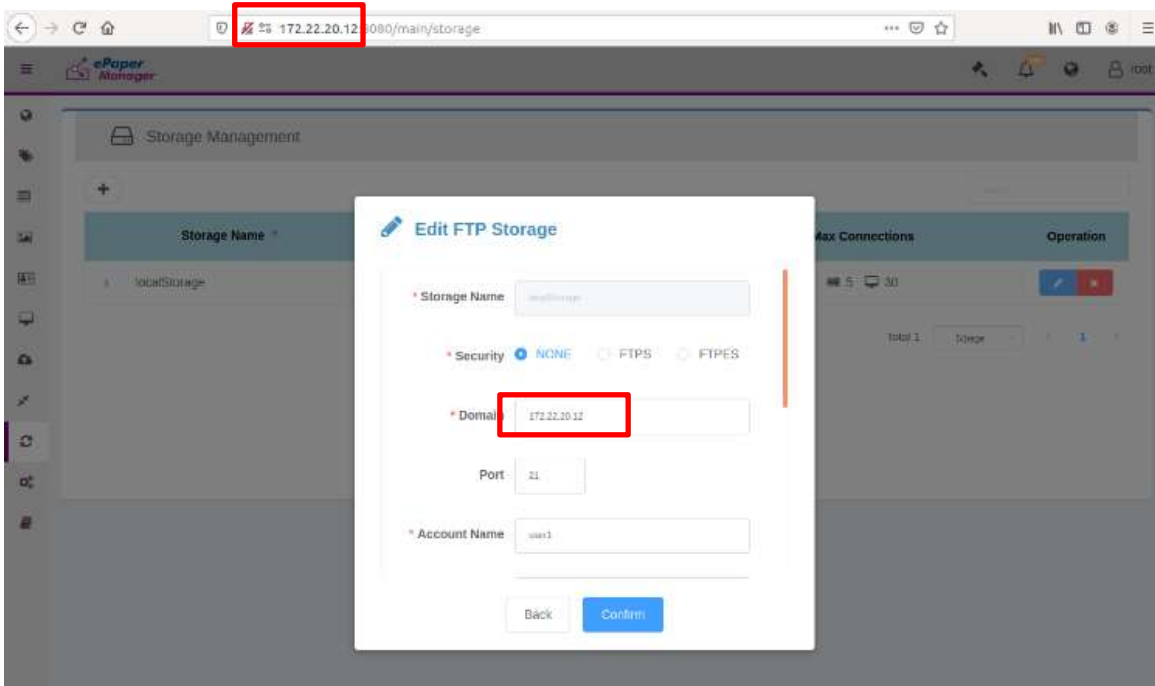 172.22.20.12:8080/main/storage
ePaper
Manager
root
Storage Management
Storage Name
Max Connections
Operation
1 localStorage
5 30
Total 1
1
Edit FTP Storage
* Storage Name localStorage
* Security NONE FTPS FTPES
* Domain 172.22.20.12
Port 21
* Account Name user1
Back Confirm